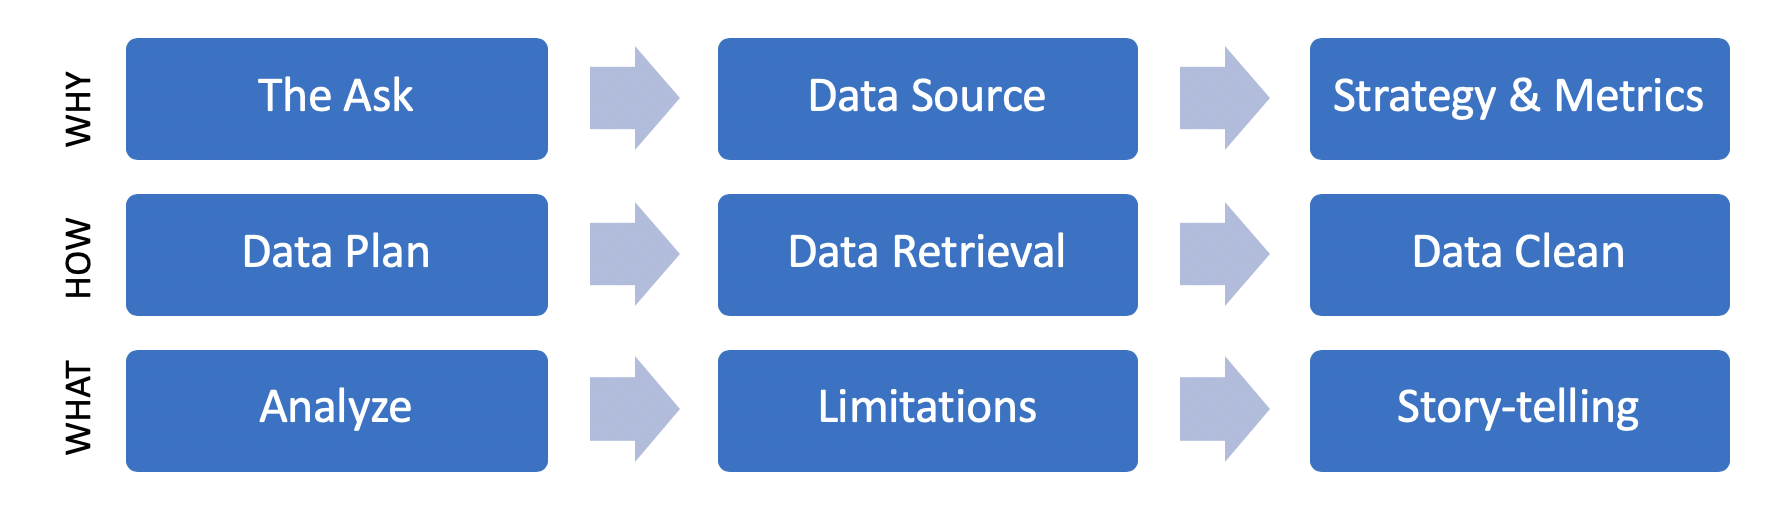 WHY
The Ask
Data Source
Strategy & Metrics
HOW
Data Plan
Data Retrieval
Data Clean
WHAT
Analyze
Limitations
Story-telling